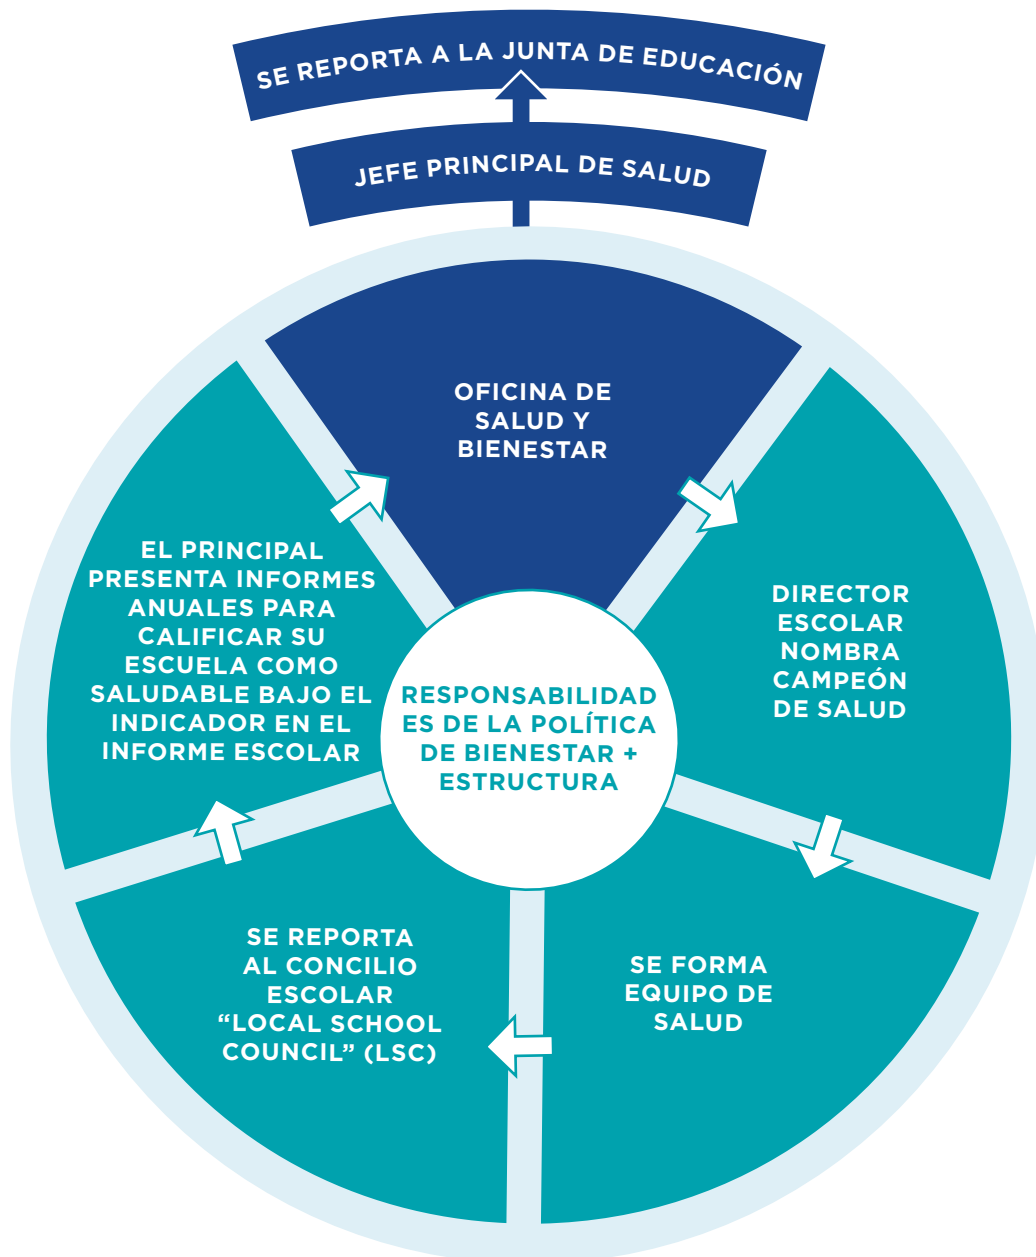 SE REPORTA A LA JUNTA DE EDUCACIÓN
JEFE PRINCIPAL DE SALUD
OFICINA DE
SALUD Y
BIENESTAR
DIRECTOR
ESCOLAR
NOMBRA
CAMPEÓN
DE SALUD
SE FORMA
EQUIPO DE
SALUD
SE REPORTA
AL CONCILIO
ESCOLAR
“LOCAL SCHOOL
COUNCIL” (LSC)
EL PRINCIPAL
PRESENTA INFORMES
ANUALES PARA
CALIFICAR SU
ESCUELA COMO
SALUDABLE BAJO EL
INDICADOR EN EL
INFORME ESCOLAR
RESPONSABILIDAD
ES DE LA POLÍTICA
DE BIENESTAR +
ESTRUCTURA